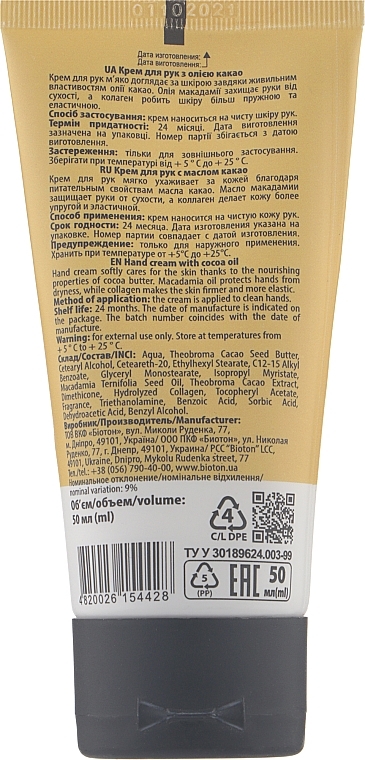 01102021
Дата изготовления:
Дата виготовлення:
UA Крем для рук з олією какао
Крем для рук м'яко доглядає за шкірою завдяки живильним
властивостям олії какао. Олія макадамії захищає руки від
сухості, а колаген робить шкіру більш пружною та
еластичною.
Спосіб застосування: крем наноситься на чисту шкіру рук.
Термін придатності: 24 місяці. Дата виготовлення
зазначена на упаковці. Номер партії збігається з датою
виготовлення.
Застереження: тільки для зовнішнього застосування.
Зберігати при температурі від + 5 ° С до + 25 ° С.
RU Крем для рук с маслом какао
Крем для рук мягко ухаживает за кожей благодаря
питательным свойствам масла какао. Масло макадамии
защищает руки от сухости, а коллаген делает кожу более
упругой и эластичной.
Способ применения: крем наносится на чистую кожу рук.
Срок годности: 24 месяца. Дата изготовления указана на
упаковке. Номер партии совпадает с датой изготовления.
Предупреждение: только для наружного применения.
Хранить при температуре от +5°С до +25°С.
EN Hand cream with cocoa oil
Hand cream softly cares for the skin thanks to the nourishing
properties of cocoa butter. Macadamia oil protects hands from
dryness, while collagen makes the skin firmer and more elastic.
Method of application: the cream is applied to clean hands.
Shelf life: 24 months. The date of manufacture is indicated on
the package. The batch number coincides with the date of
manufacture.
Warning: for external use only. Store at temperatures from
+ 5 ° С to + 25 ° С
Склад/Состав/INCI: Aqua, Theobroma Cacao Seed Butter,
Cetearyl Alcohol, Ceteareth-20, Ethylhexyl Stearate, C12-15 Alkyl
Benzoate, Glyceryl Monostearate, Isopropyl Myristate,
Macadamia Ternifolia Seed Oil, Theobroma Cacao Extract,
Dimethicone, Hydrolyzed Collagen, Tocopheryl Acetate,
Fragrance, Triethanolamine, Benzoic Acid, Sorbic Acid,
Dehydroacetic Acid, Benzyl Alcohol.
Виробник/Производитель/Manufacturer:
ТОВ ВКФ «Біотон», вул. Миколи Руденка, 77,
м. Дніпро, 49101, Україна/ ООО ПКФ «Биотон», ул. Николая
Руденка, 77, Днепр, 49101, Украина/ PCC "Bioton" LLC,
49101, Ukraine, Dnipro, Mykolu Rudenka street, 77
Тел./Tel.: +38 (056) 790-40-00, www.bioton.ua
Номинальное отклонение/номінальне відхилення/
nominal variation: 9%
Об'єм/объем/volume:
50 мл (ml)
4820026154428
4
C/L DPE
ТУ У 30189624.003-99
5
(PP)
EAC
50
мл(ml)